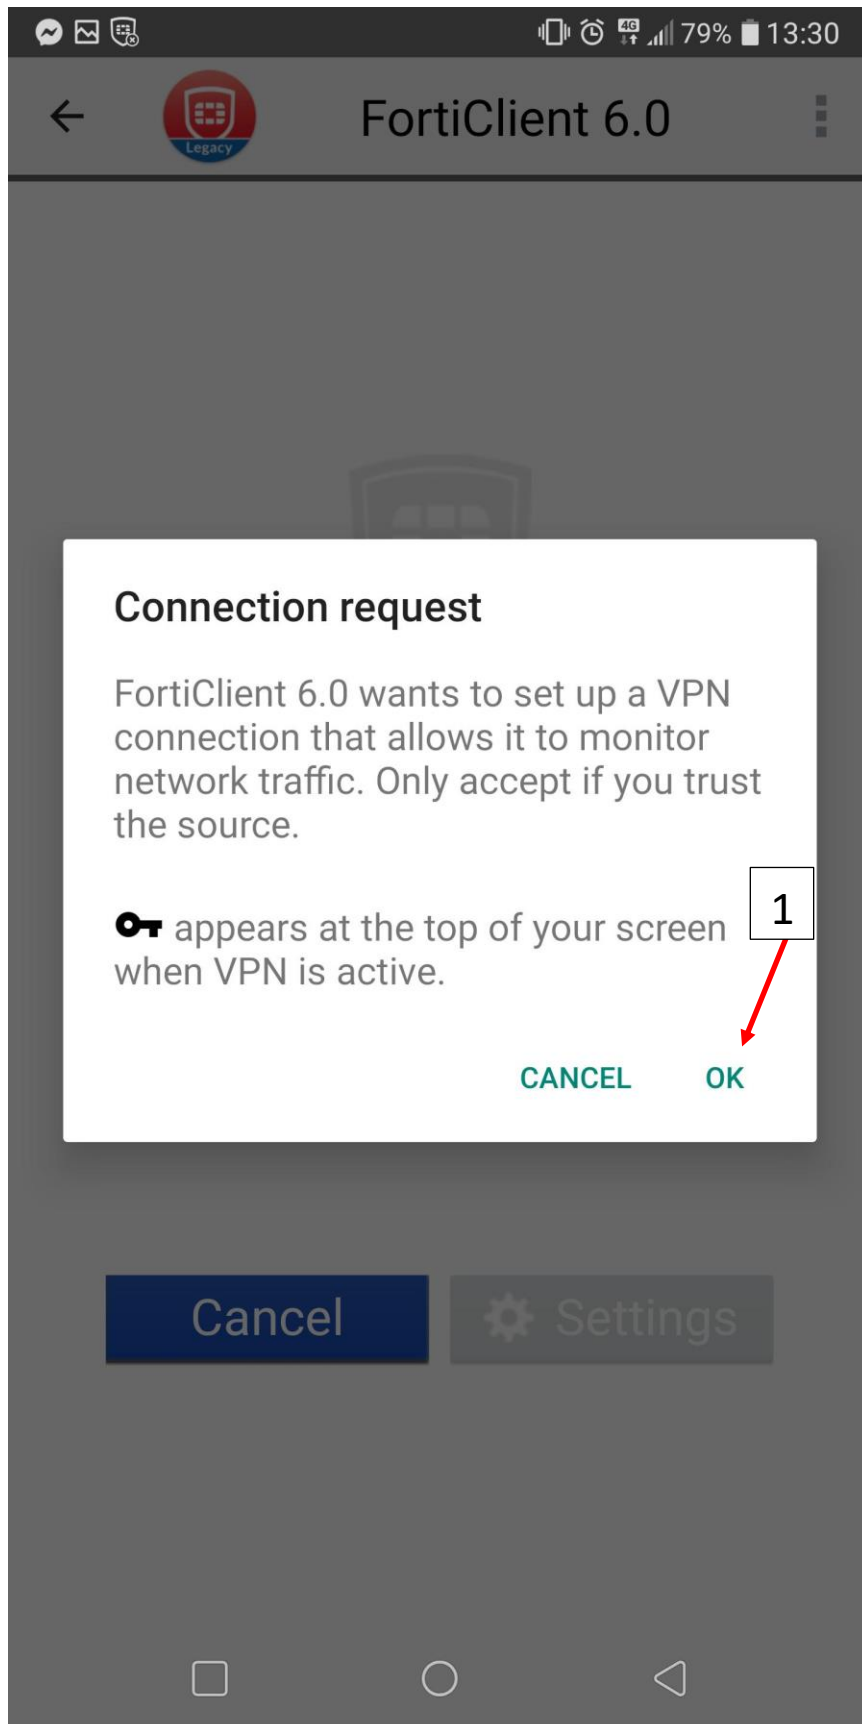 4G 79% 13:30
Legacy FortiClient 6.0
Connection request
FortiClient 6.0 wants to set up a VPN
connection that allows it to monitor
network traffic. Only accept if you trust
the source.
appears at the top of your screen
when VPN is active.
1
CANCEL OK
Cancel Settings